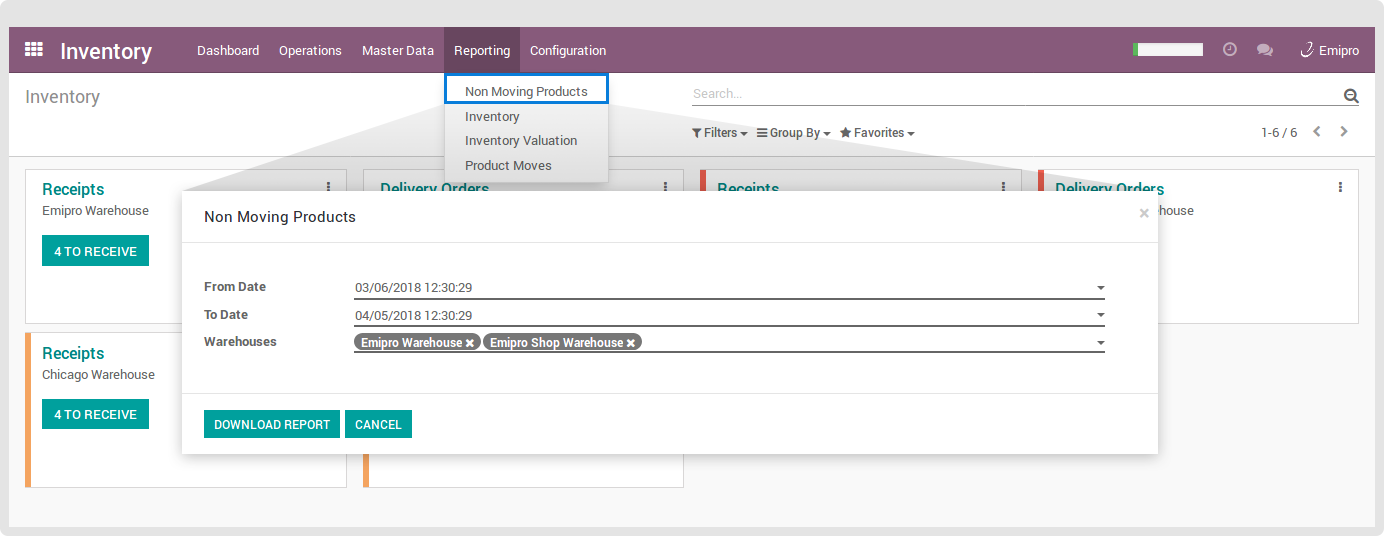 Inventory Dashboard Operations Master Data Reporting Configuration Emipro
Inventory
Non Moving Products
Inventory
Inventory Valuation
Product Moves
Search...
Filters Group By Favorites 1-6 / 6
Receipts
Emipro Warehouse
4 TO RECEIVE
Delivery Orders
Receipts
Delivery Orders
Non Moving Products ×
From Date 03/06/2018 12:30:29
To Date 04/05/2018 12:30:29
Warehouses Emipro Warehouse × Emipro Shop Warehouse ×
DOWNLOAD REPORT CANCEL
Receipts
Chicago Warehouse
4 TO RECEIVE